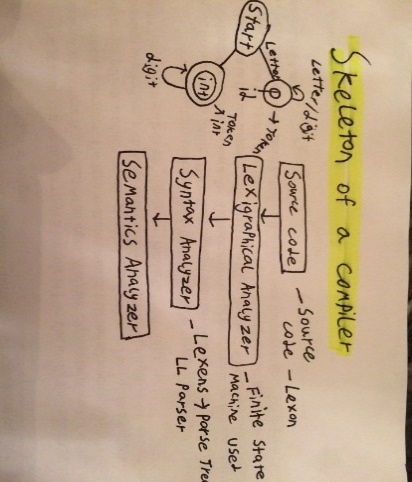 Skeleton of a compiler
Letter/digit
Start
Letter
id
→ Token
int
→ Token
int
digit
Source code
- Source
code - Lexon
Lexigraphical Analyzer
- Finite State
Machine used
Syntax Analyzer
- Lexens → Parse Tree
LL Parser
Semantics Analyzer